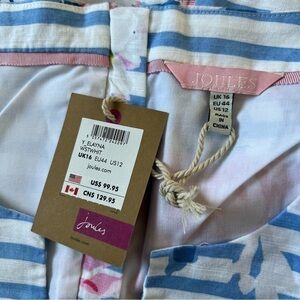 JOULES
UK 16
EU 44
US 12
MADE IN
CHINA
Y_ELAYNA
WSTWHIT
UK16 EU44 US12
joules.com
US$ 99.95
CN$ 129.95
Joules